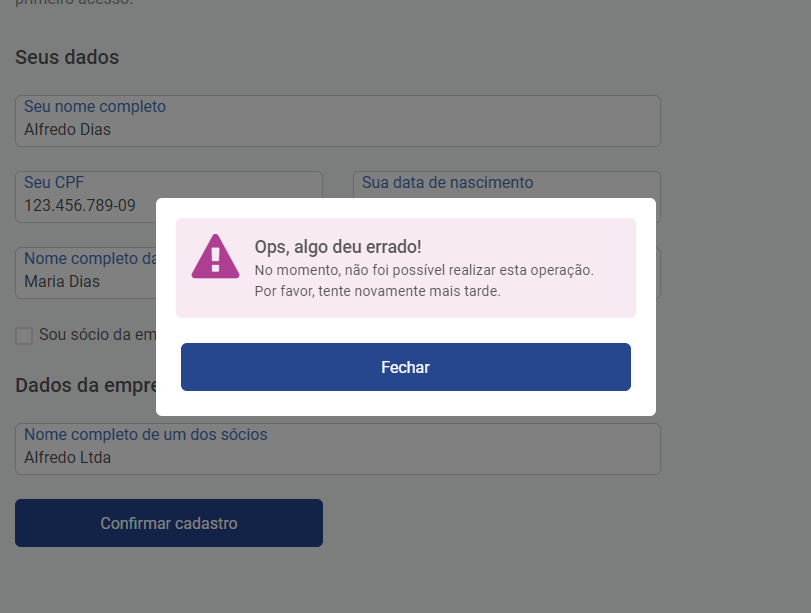 primeiro acesso.
Seus dados
Seu nome completo
Alfredo Dias
Seu CPF
123.456.789-09
Sua data de nascimento
Nome completo da
Maria Dias
Ops, algo deu errado!
No momento, não foi possível realizar esta operação.
Por favor, tente novamente mais tarde.
Fechar
Sou sócio da em
Dados da empre
Nome completo de um dos sócios
Alfredo Ltda
Confirmar cadastro